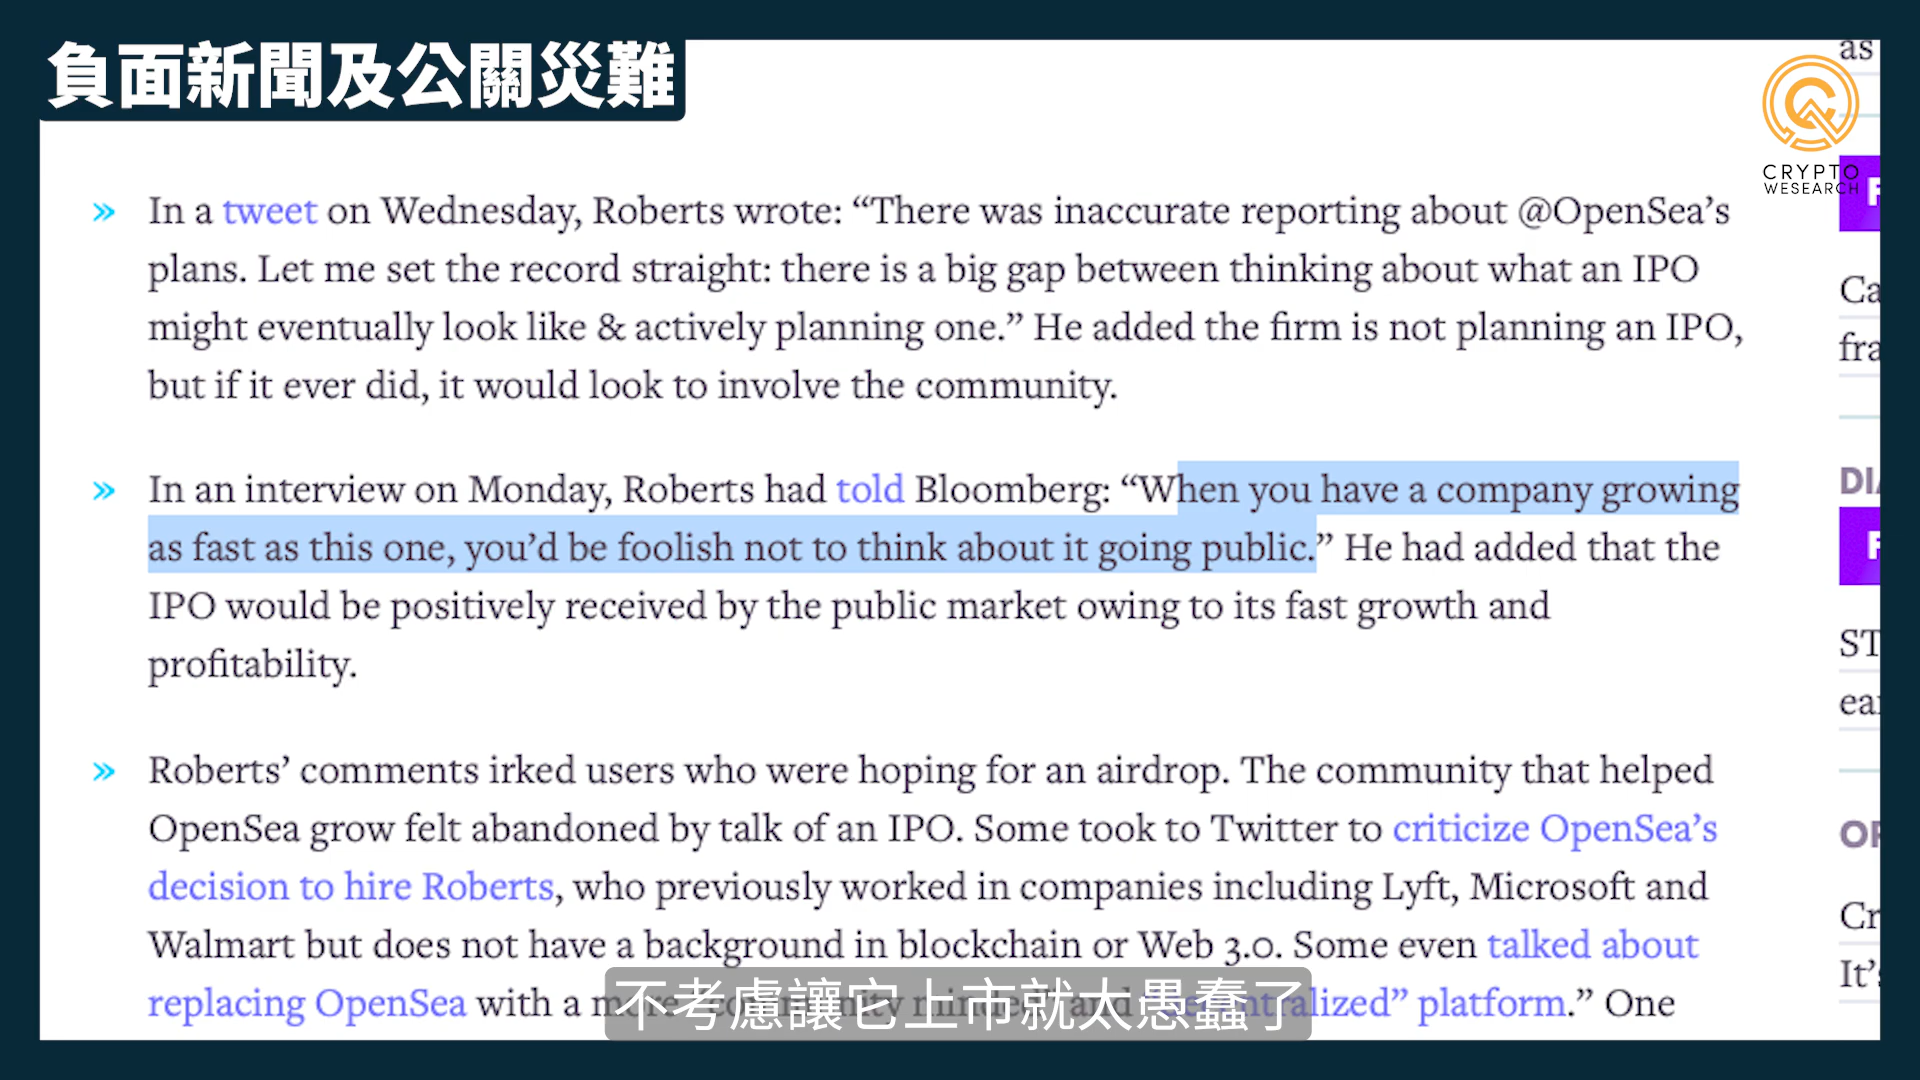 負面新聞及公關災難
CRYPTO
WESEARCH
» In a tweet on Wednesday, Roberts wrote: “There was inaccurate reporting about @OpenSea’s
plans. Let me set the record straight: there is a big gap between thinking about what an IPO
might eventually look like & actively planning one.” He added the firm is not planning an IPO,
but if it ever did, it would look to involve the community.
» In an interview on Monday, Roberts had told Bloomberg: “When you have a company growing
as fast as this one, you’d be foolish not to think about it going public.” He had added that the
IPO would be positively received by the public market owing to its fast growth and
profitability.
» Roberts’ comments irked users who were hoping for an airdrop. The community that helped
OpenSea grow felt abandoned by talk of an IPO. Some took to Twitter to criticize OpenSea’s
decision to hire Roberts, who previously worked in companies including Lyft, Microsoft and
Walmart but does not have a background in blockchain or Web 3.0. Some even talked about
replacing OpenSea with a platform.” One
不考慮讓它上市就太愚蠢了
as
F
Ca
fra
F
ST
Cr
It’s